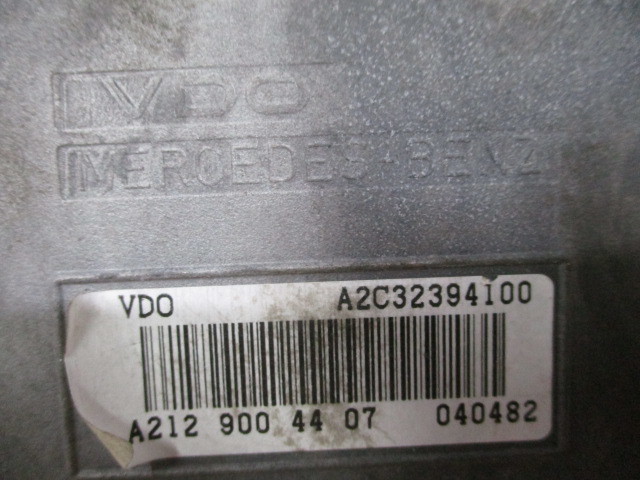 VDO
MERCEDES-BENZ
VDO A2C32394100
A212 900 44 07 040482